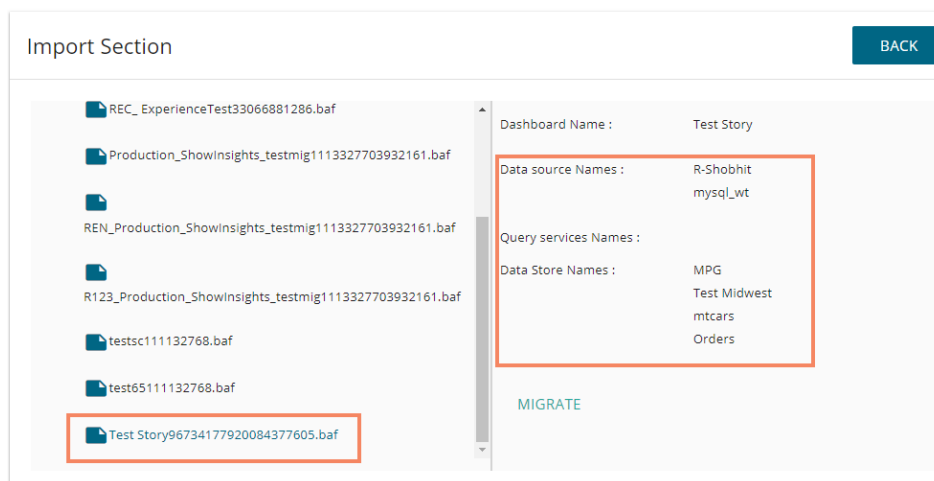 Import Section
BACK
REC_ ExperienceTest33066881286.baf
Production_ShowInsights_testmig1113327703932161.baf
REN_Production_ShowInsights_testmig1113327703932161.baf
R123_Production_ShowInsights_testmig1113327703932161.baf
testsc111132768.baf
test65111132768.baf
Test Story96734177920084377605.baf
Dashboard Name : Test Story
Data source Names : R-Shobhit
mysql_wt
Query services Names :
Data Store Names : MPG
Test Midwest
mtcars
Orders
MIGRATE